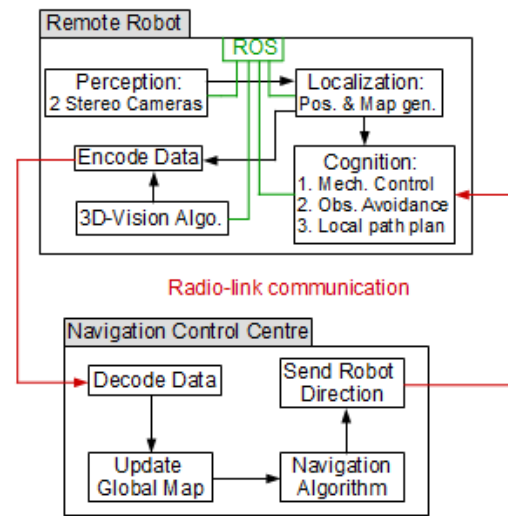 Remote Robot
ROS
Perception:
2 Stereo Cameras
Localization:
Pos. & Map gen.
Encode Data
Cognition:
1. Mech. Control
2. Obs. Avoidance
3. Local path plan
3D-Vision Algo.
Radio-link communication
Navigation Control Centre
Decode Data
Send Robot
Direction
Update
Global Map
Navigation
Algorithm